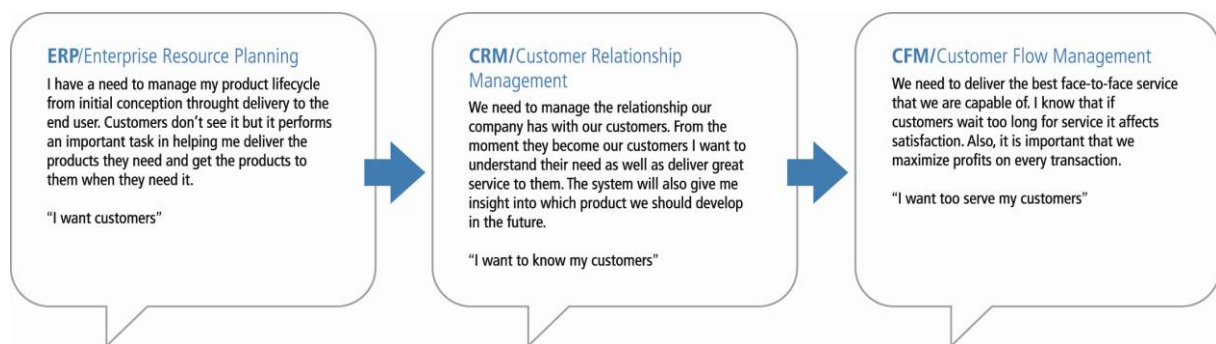 ERP/Enterprise Resource Planning
I have a need to manage my product lifecycle
from initial conception throught delivery to the
end user. Customers don't see it but it performs
an important task in helping me deliver the
products they need and get the products to
them when they need it.
“I want customers”
CRM/Customer Relationship
Management
We need to manage the relationship our
company has with our customers. From the
moment they become our customers I want to
understand their need as well as deliver great
service to them. The system will also give me
insight into which product we should develop
in the future.
“I want to know my customers”
CFM/Customer Flow Management
We need to deliver the best face-to-face service
that we are capable of. I know that if
customers wait too long for service it affects
satisfaction. Also, it is important that we
maximize profits on every transaction.
“I want too serve my customers”